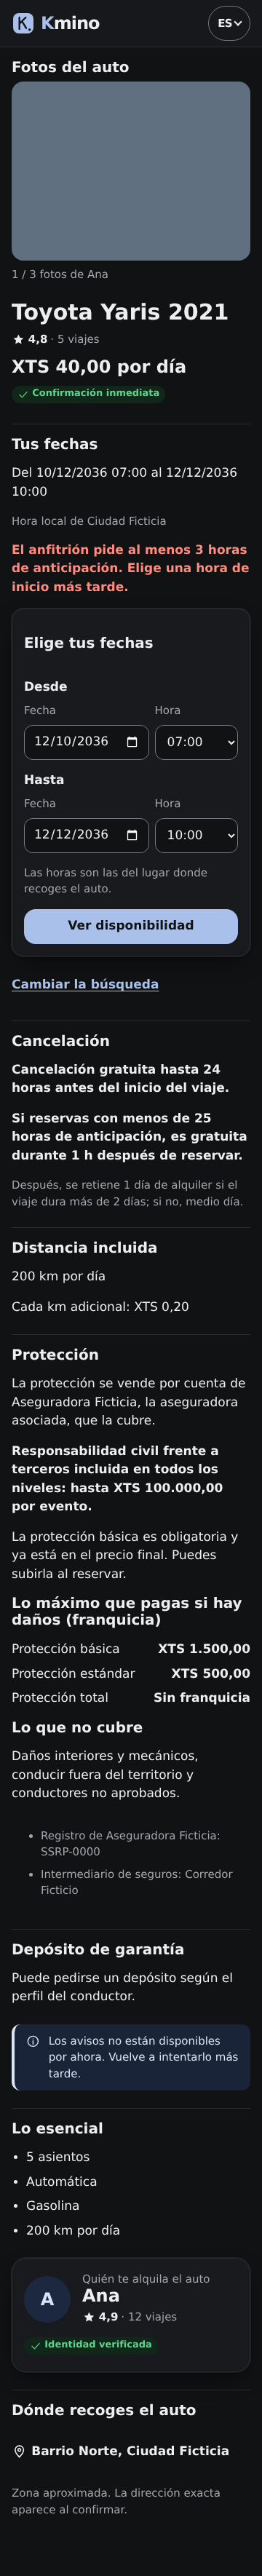 Kmino
ES
Fotos del auto
1 / 3 fotos de Ana
Toyota Yaris 2021
★ 4,8 · 5 viajes
XTS 40,00 por día
Confirmación inmediata
Tus fechas
Del 10/12/2036 07:00 al 12/12/2036
10:00
Hora local de Ciudad Ficticia
El anfitrión pide al menos 3 horas
de anticipación. Elige una hora de
inicio más tarde.
Elige tus fechas
Desde
Fecha Hora
12/10/2036 07:00
Hasta
Fecha Hora
12/12/2036 10:00
Las horas son las del lugar donde
recoges el auto.
Ver disponibilidad
Cambiar la búsqueda
Cancelación
Cancelación gratuita hasta 24
horas antes del inicio del viaje.
Si reservas con menos de 25
horas de anticipación, es gratuita
durante 1 h después de reservar.
Después, se retiene 1 día de alquiler si el
viaje dura más de 2 días; si no, medio día.
Distancia incluida
200 km por día
Cada km adicional: XTS 0,20
Protección
La protección se vende por cuenta de
Aseguradora Ficticia, la aseguradora
asociada, que la cubre.
Responsabilidad civil frente a
terceros incluida en todos los
niveles: hasta XTS 100.000,00
por evento.
La protección básica es obligatoria y
ya está en el precio final. Puedes
subirla al reservar.
Lo máximo que pagas si hay
daños (franquicia)
Protección básica XTS 1.500,00
Protección estándar XTS 500,00
Protección total Sin franquicia
Lo que no cubre
Daños interiores y mecánicos,
conducir fuera del territorio y
conductores no aprobados.
• Registro de Aseguradora Ficticia:
SSRP-0000
• Intermediario de seguros: Corredor
Ficticio
Depósito de garantía
Puede pedirse un depósito según el
perfil del conductor.
Los avisos no están disponibles
por ahora. Vuelve a intentarlo más
tarde.
Lo esencial
• 5 asientos
• Automática
• Gasolina
• 200 km por día
A
Quién te alquila el auto
Ana
★ 4,9 · 12 viajes
Identidad verificada
Dónde recoges el auto
Barrio Norte, Ciudad Ficticia
Zona aproximada. La dirección exacta
aparece al confirmar.